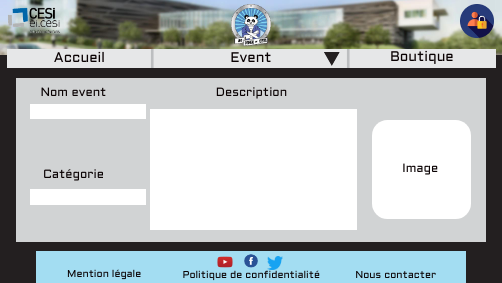 CESi
ei.cesi
Accueil
Event
Boutique
Nom event
Description
Catégorie
Image
Mention légale
Politique de confidentialité
Nous contacter